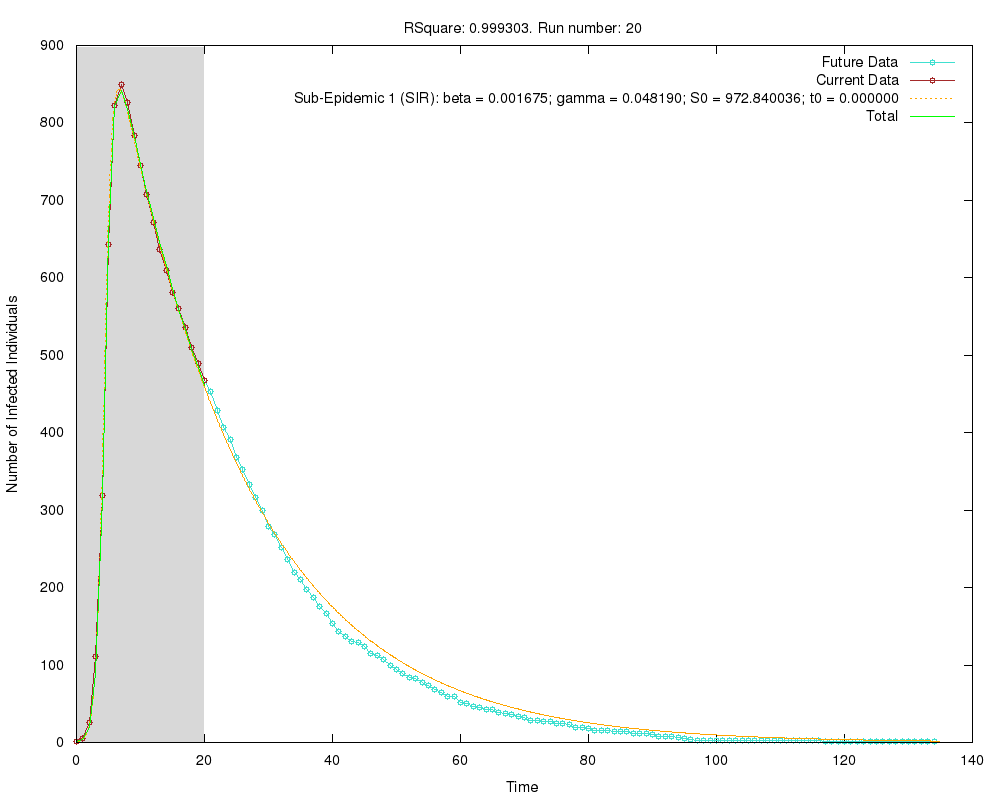 RSquare: 0.999303. Run number: 20
Future Data
Current Data
Sub-Epidemic 1 (SIR): beta = 0.001675; gamma = 0.048190; S0 = 972.840036; t0 = 0.000000
Total
900
800
700
600
500
400
300
200
100
0
Number of Infected Individuals
0 20 40 60 80 100 120 140
Time